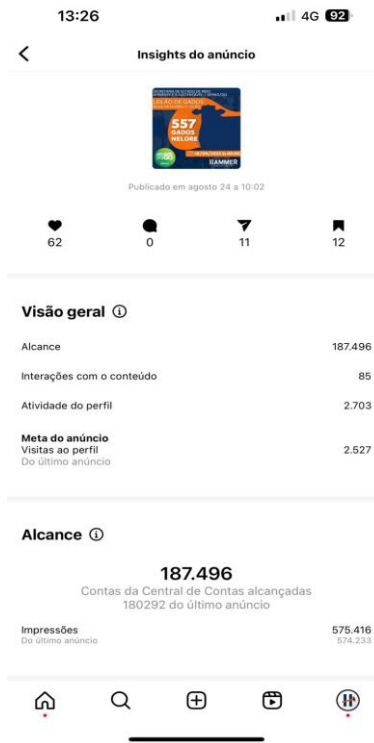 13:26
4G 92
Insights do anúncio
LEILÃO DE GADOS
557
GADOS
NELORE
HAMMER
Publicado em agosto 24 a 10:02
62
0
11
12
Visão geral
Alcance 187.496
Interações com o conteúdo 85
Atividade do perfil 2.703
Meta do anúncio
Visitas ao perfil 2.527
Do último anúncio
Alcance
187.496
Contas da Central de Contas alcançadas
180292 do último anúncio
Impressões 575.416
Do último anúncio 574.233